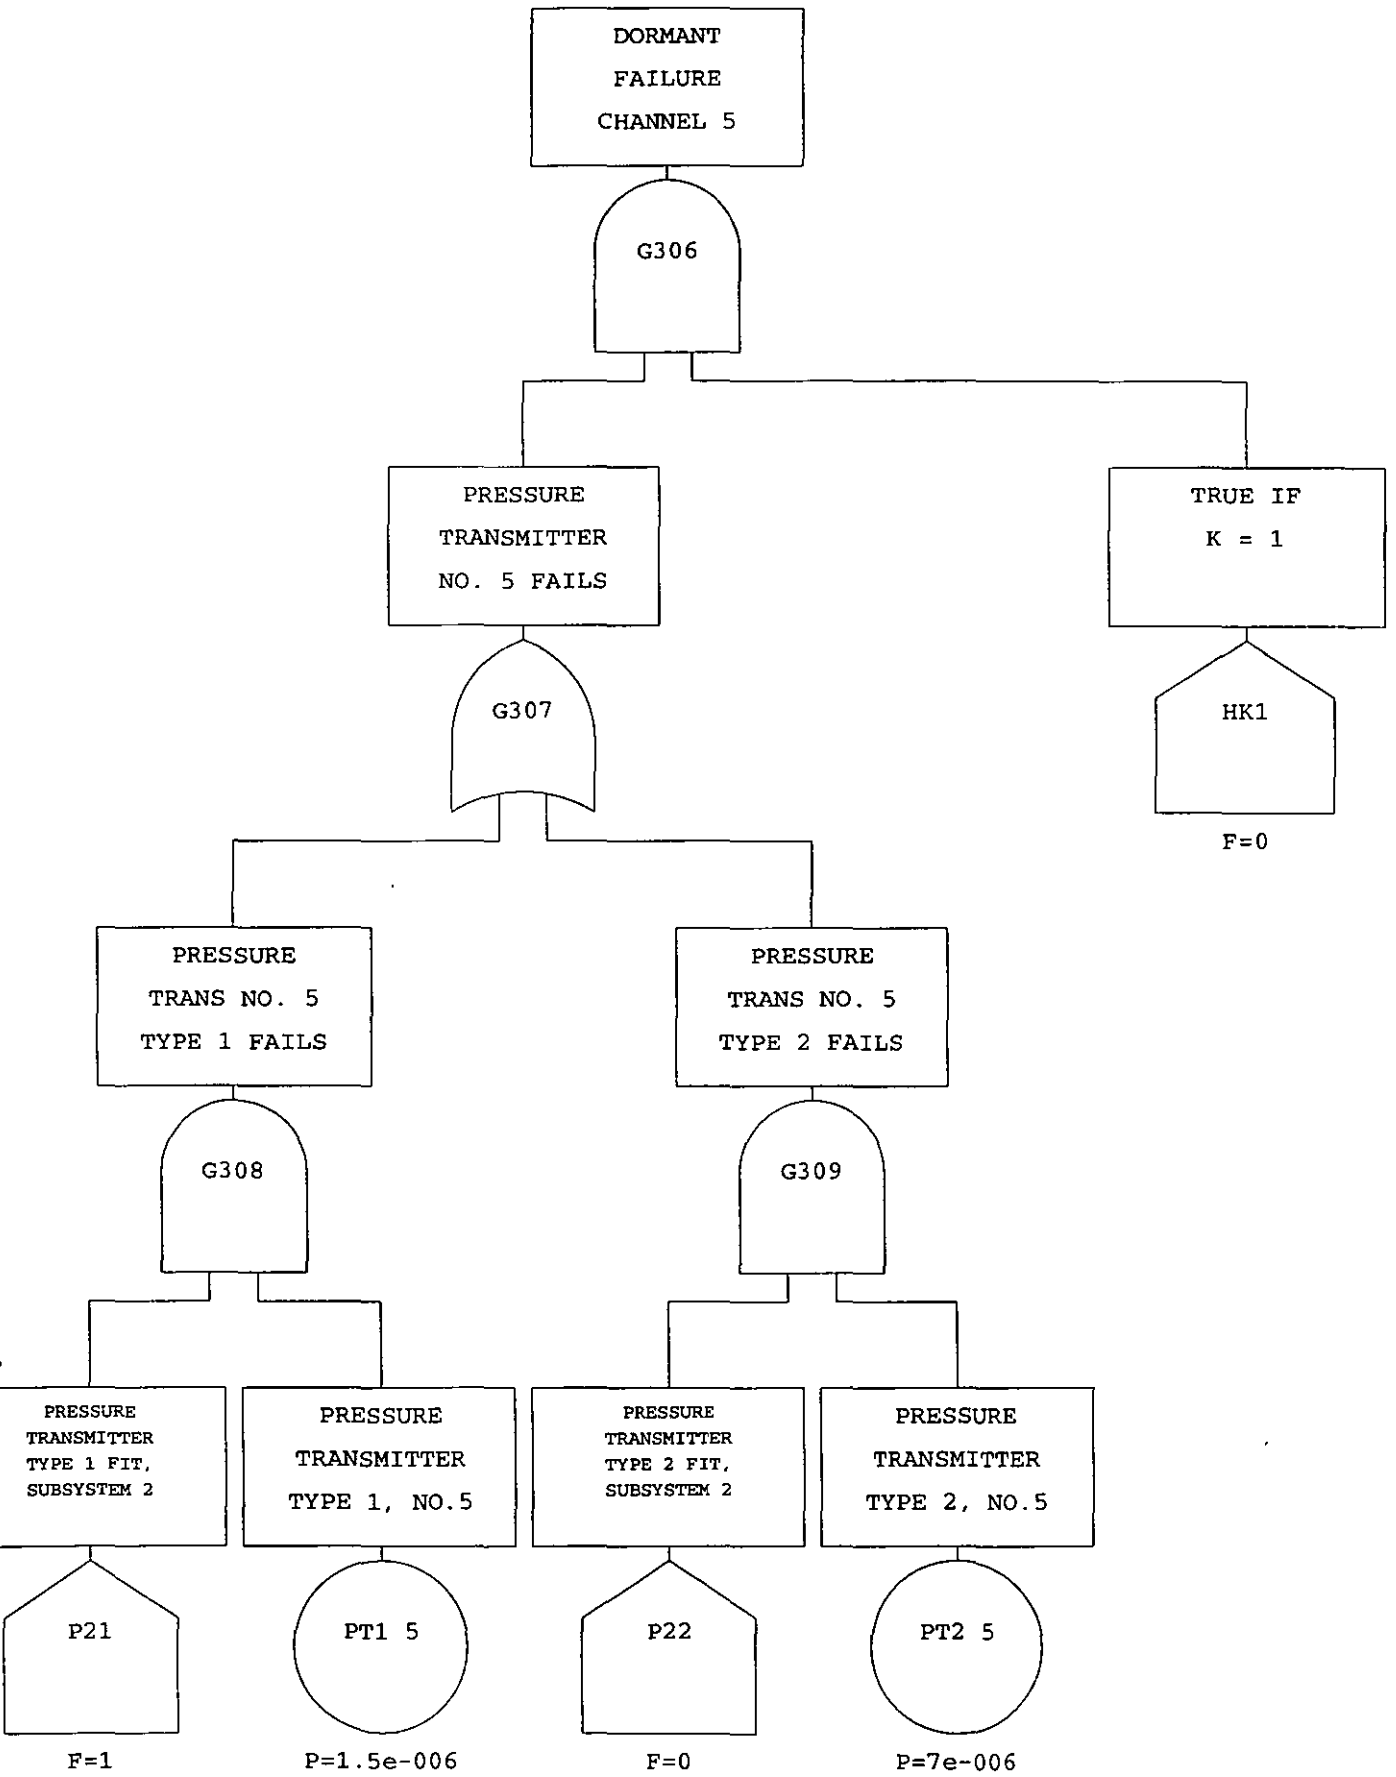 DORMANT
FAILURE
CHANNEL 5
G306
PRESSURE
TRANSMITTER
NO. 5 FAILS
TRUE IF
K = 1
G307
HK1
F=0
PRESSURE
TRANS NO. 5
TYPE 1 FAILS
PRESSURE
TRANS NO. 5
TYPE 2 FAILS
G308
G309
PRESSURE
TRANSMITTER
TYPE 1 FIT,
SUBSYSTEM 2
PRESSURE
TRANSMITTER
TYPE 1, NO.5
PRESSURE
TRANSMITTER
TYPE 2 FIT,
SUBSYSTEM 2
PRESSURE
TRANSMITTER
TYPE 2, NO.5
P21
PT1 5
P22
PT2 5
F=1
P=1.5e-006
F=0
P=7e-006